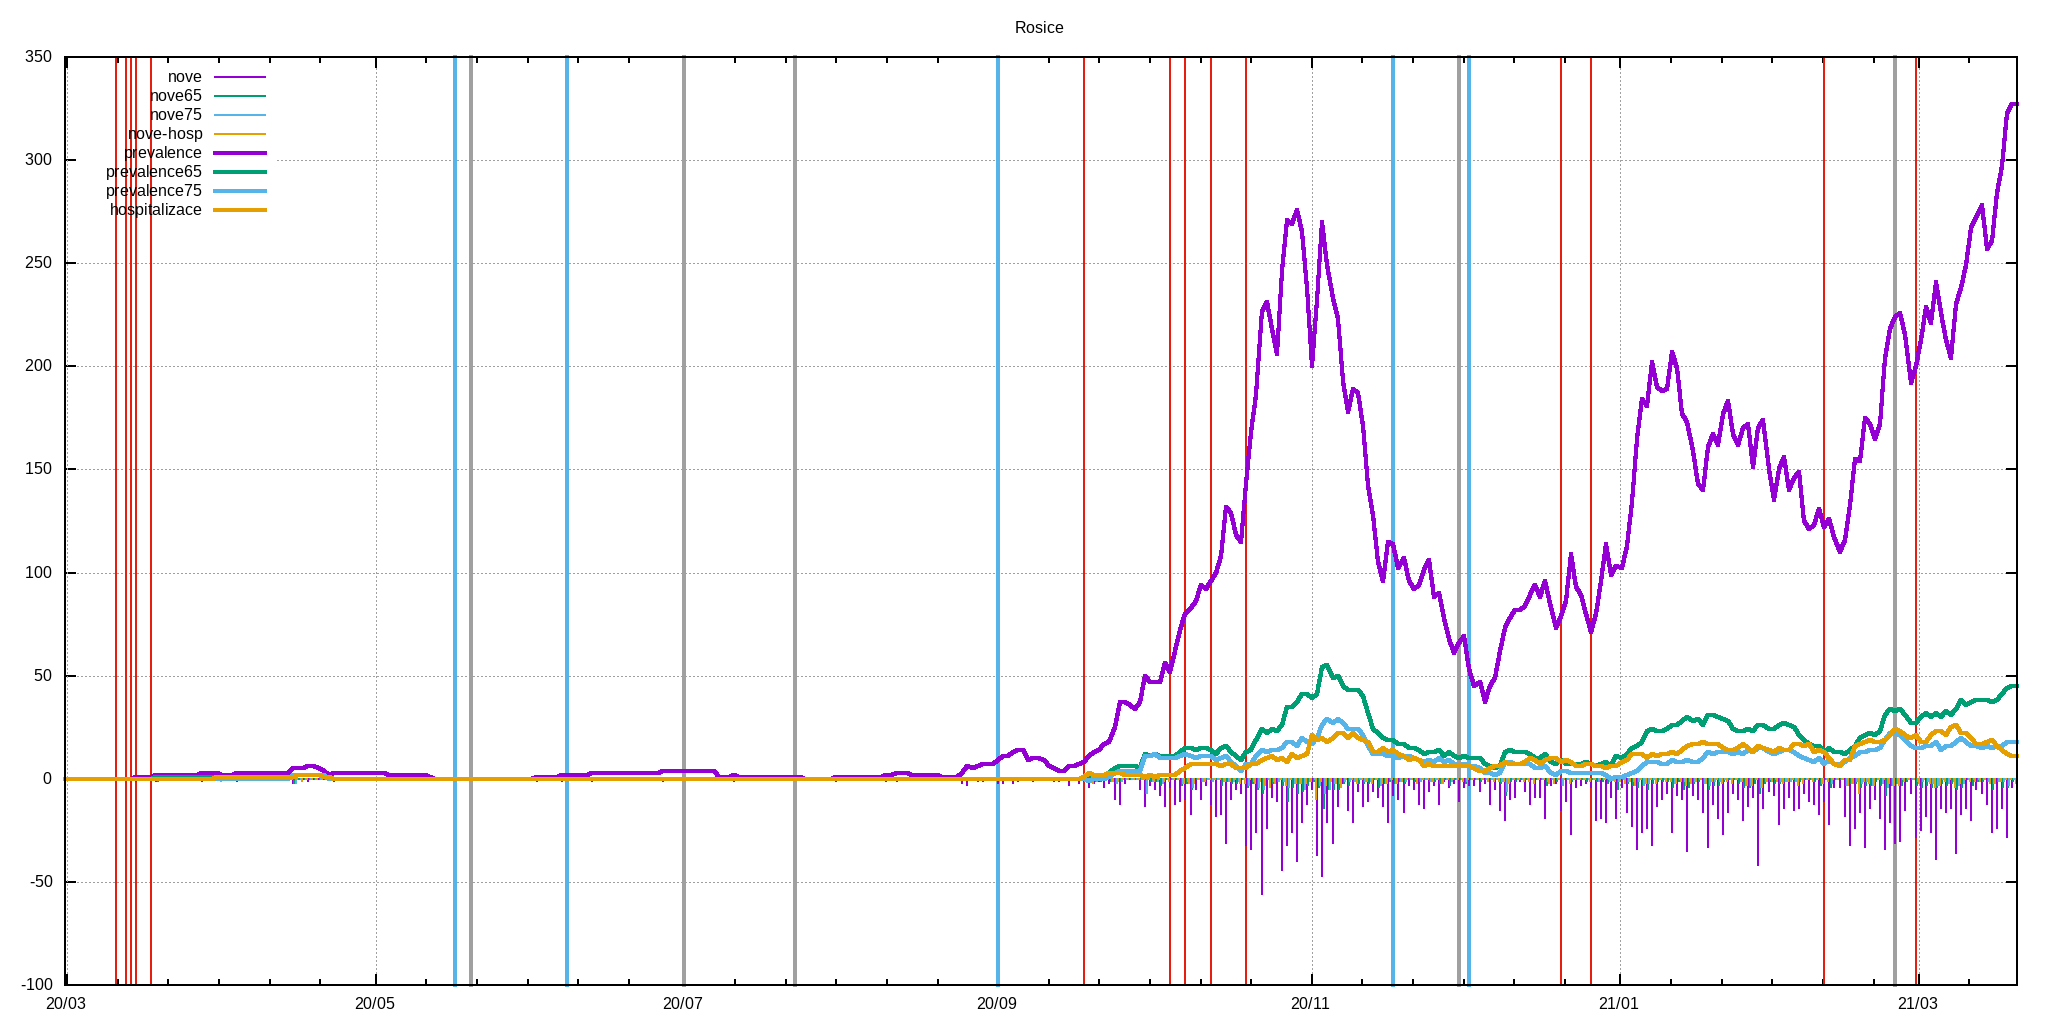 Rosice
350
300
250
200
150
100
50
0
-50
-100
nove
nove65
nove75
nove-hosp
prevalence
prevalence65
prevalence75
hospitalizace
20/03 20/05 20/07 20/09 20/11 21/01 21/03